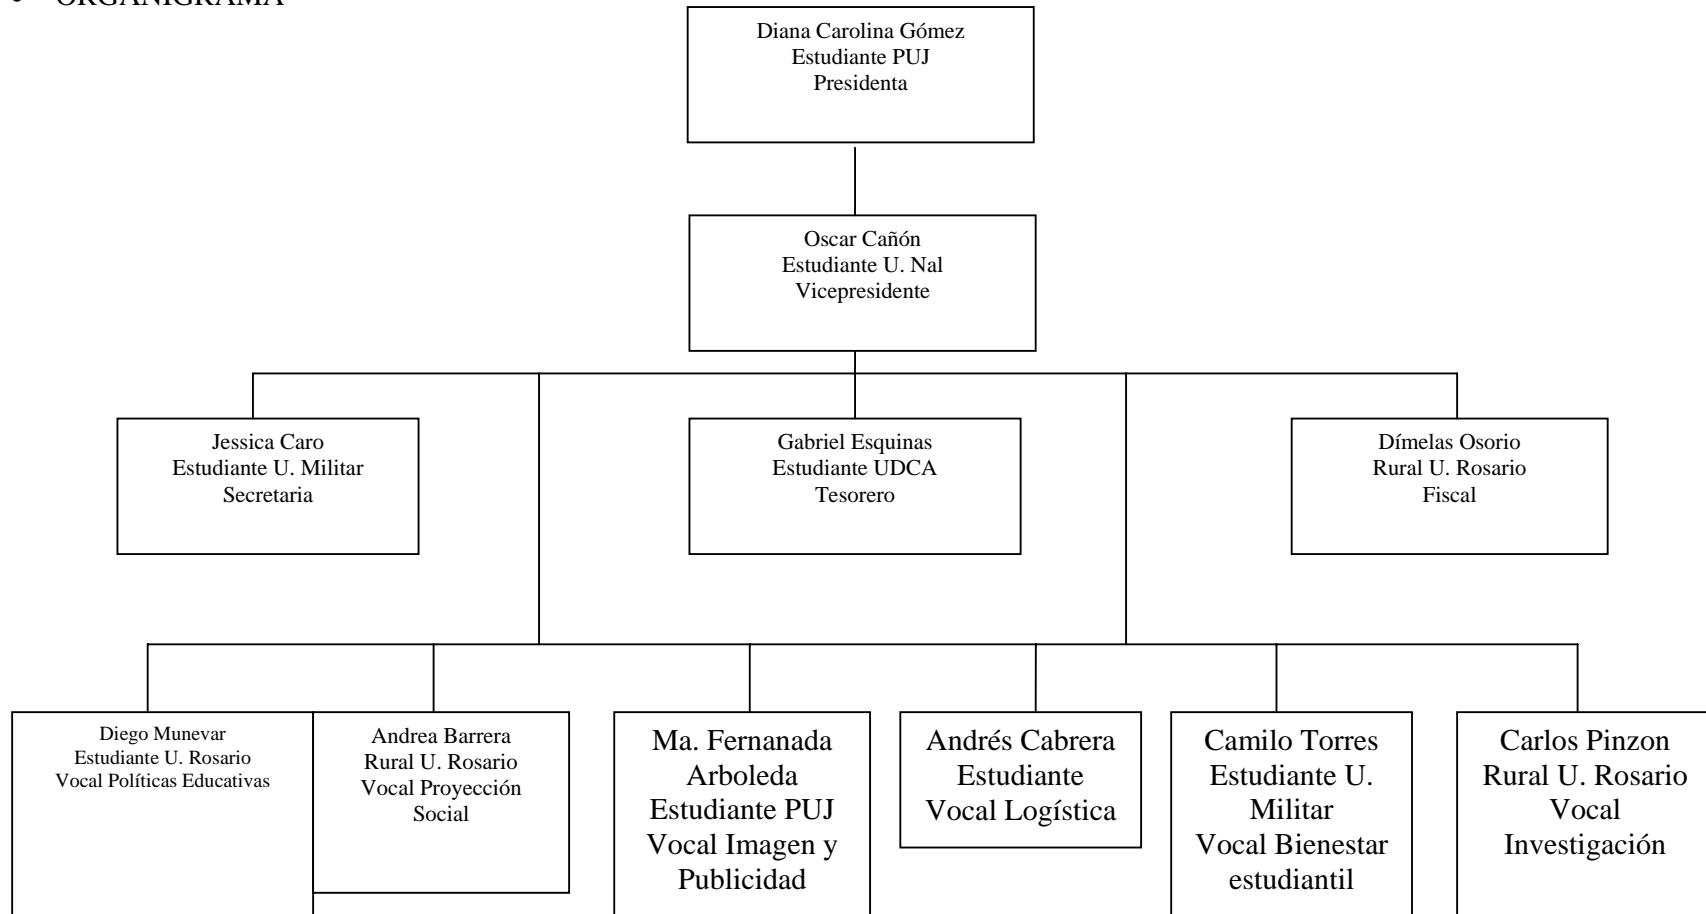 • ORGANIGRAMA
Diana Carolina Gómez
Estudiante PUJ
Presidenta
Oscar Cañón
Estudiante U. Nal
Vicepresidente
Jessica Caro
Estudiante U. Militar
Secretaria
Gabriel Esquinas
Estudiante UDCA
Tesorero
Dímelas Osorio
Rural U. Rosario
Fiscal
Diego Munevar
Estudiante U. Rosario
Vocal Políticas Educativas
Andrea Barrera
Rural U. Rosario
Vocal Proyección
Social
Ma. Fernanada
Arboleda
Estudiante PUJ
Vocal Imagen y
Publicidad
Andrés Cabrera
Estudiante
Vocal Logística
Camilo Torres
Estudiante U.
Militar
Vocal Bienestar
estudiantil
Carlos Pinzon
Rural U. Rosario
Vocal
Investigación